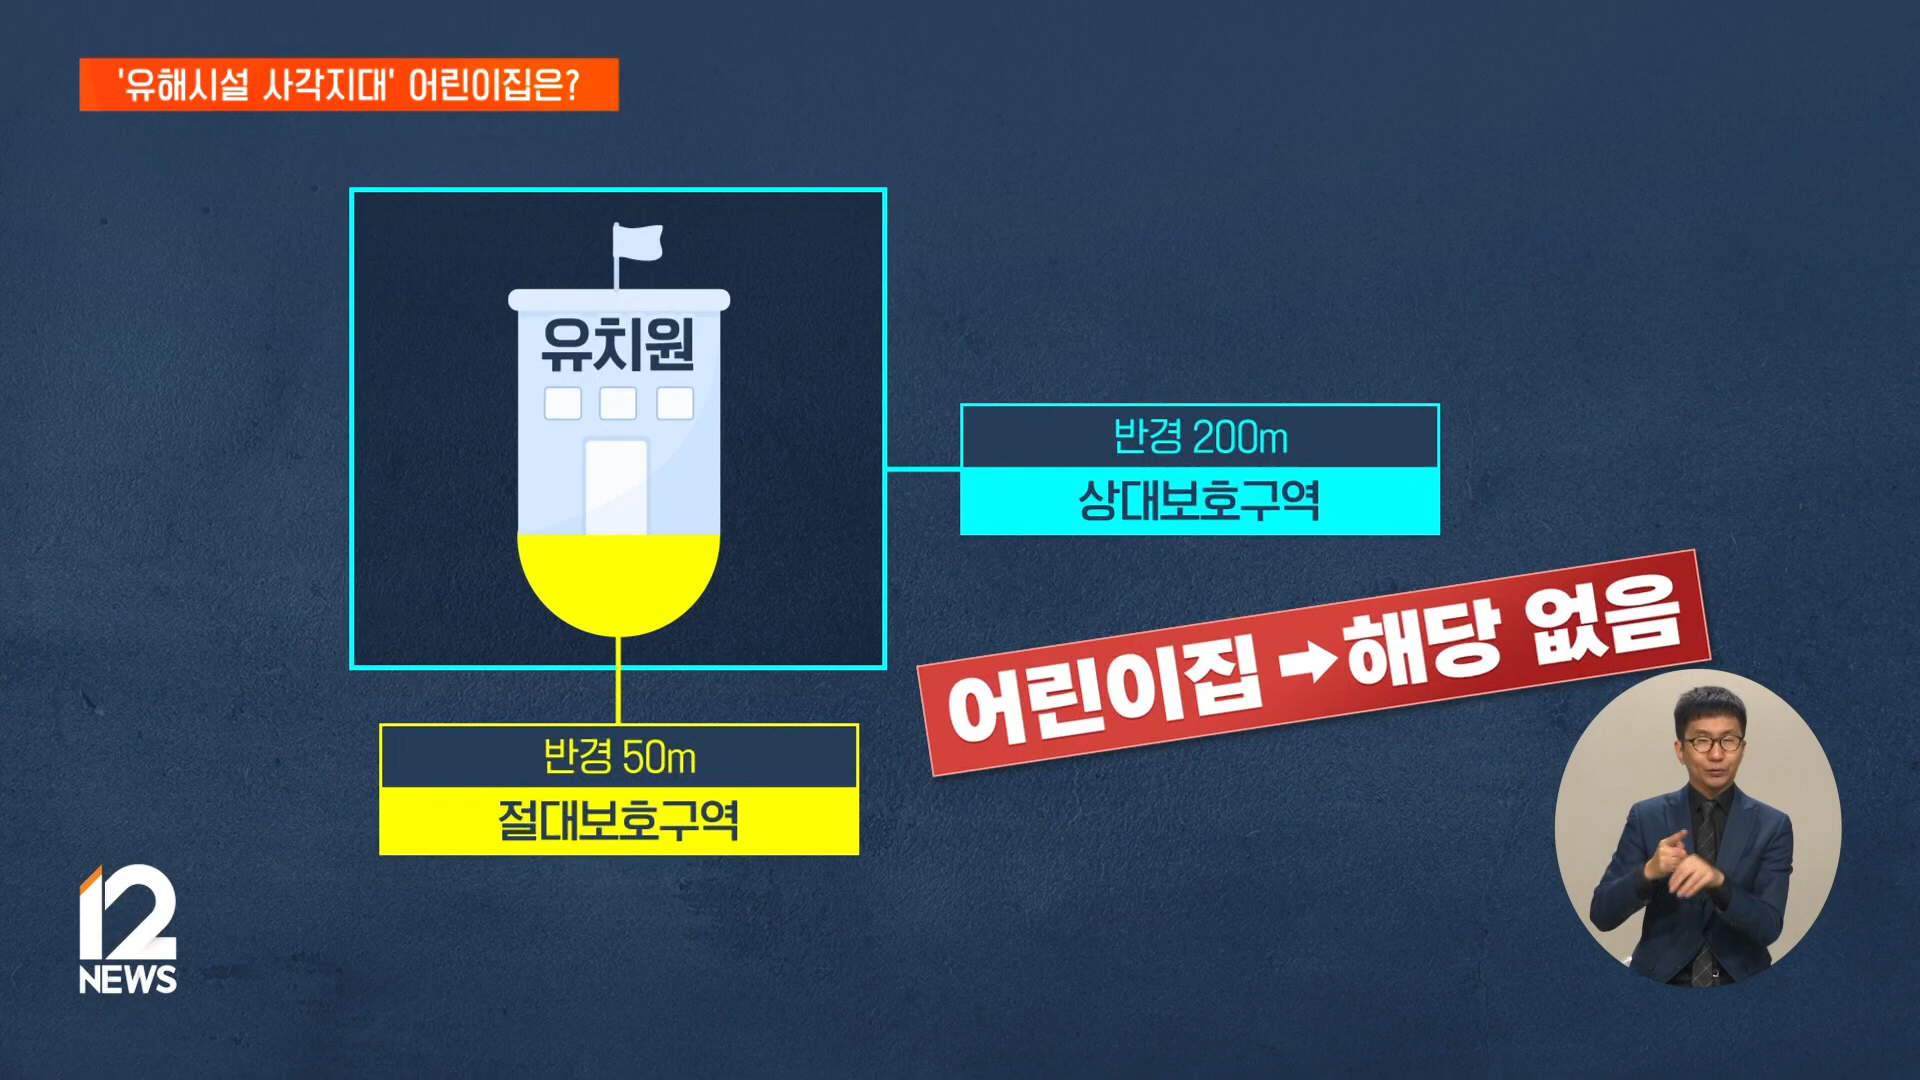 '유해시설 사각지대' 어린이집은?
유치원
반경 200m
상대보호구역
어린이집 ➡ 해당 없음
반경 50m
절대보호구역
12
NEWS